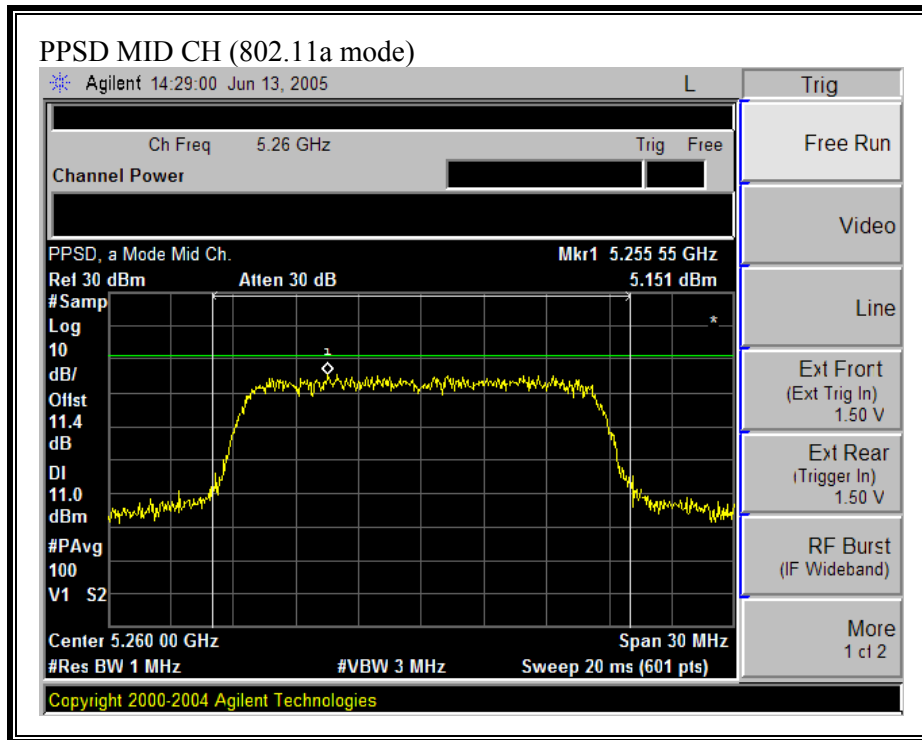 PPSD MID CH (802.11a mode)
Agilent 14:29:00 Jun 13, 2005 L Trig
Ch Freq 5.26 GHz Trig Free
Channel Power
Free Run
Video
PPSD, a Mode Mid Ch. Mkr1 5.255 55 GHz
Ref 30 dBm Atten 30 dB 5.151 dBm
#Samp
Log
10
dB/
Offst
11.4
dB
DI
11.0
dBm
#PAvg
100
V1 S2
1
*
Line
Ext Front
(Ext Trig In)
1.50 V
Ext Rear
(Trigger In)
1.50 V
RF Burst
(IF Wideband)
More
1 of 2
Center 5.260 00 GHz Span 30 MHz
#Res BW 1 MHz #VBW 3 MHz Sweep 20 ms (601 pts)
Copyright 2000-2004 Agilent Technologies